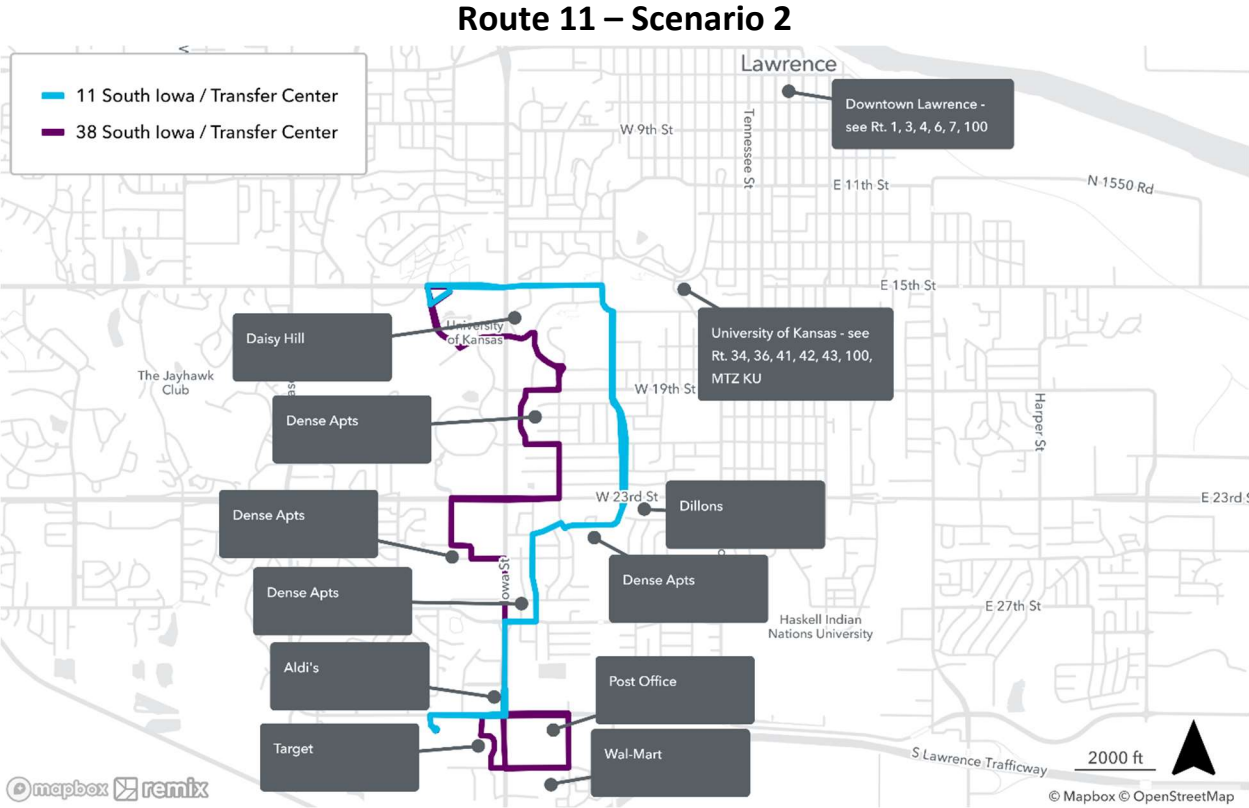 Route 11 – Scenario 2
11 South Iowa / Transfer Center
38 South Iowa / Transfer Center
Lawrence
Downtown Lawrence -
see Rt. 1, 3, 4, 6, 7, 100
W 9th St
Tennessee St
E 11th St
N 1550 Rd
E 15th St
University
of Kansas
Daisy Hill
University of Kansas - see
Rt. 34, 36, 41, 42, 43, 100,
MTZ KU
The Jayhawk
Club
W 19th St
Harper St
Dense Apts
W 23rd St
E 23rd S
Dillons
Dense Apts
Iowa St
Dense Apts
Dense Apts
E 27th St
Haskell Indian
Nations University
Aldi's
Post Office
Target
Wal-Mart
S Lawrence Trafficway
2000 ft
mapbox remix
© Mapbox © OpenStreetMap